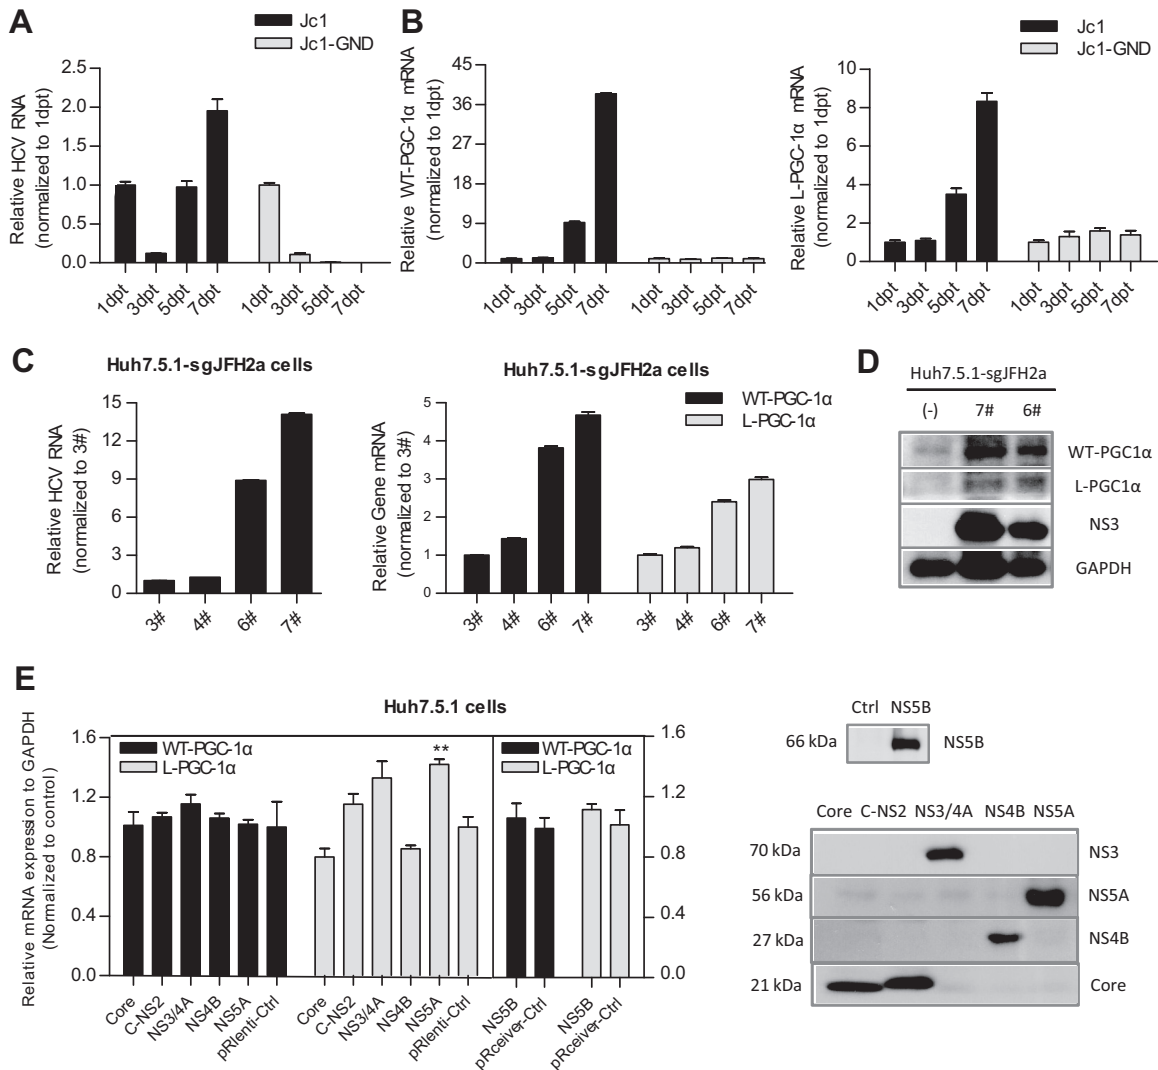 A
Jc1
Jc1-GND
Relative HCV RNA
(normalized to 1dpt)
2.5
2.0
1.5
1.0
0.5
0.0
1dpt 3dpt 5dpt 7dpt 1dpt 3dpt 5dpt 7dpt
B
Relative WT-PGC-1α mRNA
(normalized to 1dpt)
45
36
27
18
9
0
1dpt 3dpt 5dpt 7dpt 1dpt 3dpt 5dpt 7dpt
Jc1
Jc1-GND
Relative L-PGC-1α mRNA
(normalized to 1dpt)
10
8
6
4
2
0
1dpt 3dpt 5dpt 7dpt 1dpt 3dpt 5dpt 7dpt
C
Huh7.5.1-sgJFH2a cells
Relative HCV RNA
(normalized to 3#)
15
12
9
6
3
0
3# 4# 6# 7#
Huh7.5.1-sgJFH2a cells
WT-PGC-1α
L-PGC-1α
Relative Gene mRNA
(normalized to 3#)
5
4
3
2
1
0
3# 4# 6# 7# 3# 4# 6# 7#
D
Huh7.5.1-sgJFH2a
(-) 7# 6#
WT-PGC1α
L-PGC1α
NS3
GAPDH
E
Huh7.5.1 cells
Relative mRNA expression to GAPDH
(Normalized to control)
1.6
1.2
0.8
0.4
0.0
WT-PGC-1α
L-PGC-1α
**
WT-PGC-1α
L-PGC-1α
1.6
1.2
0.8
0.4
0.0
Core C-NS2 NS3/4A NS4B NS5A pRlenti-Ctrl Core C-NS2 NS3/4A NS4B NS5A pRlenti-Ctrl NS5B pRceiver-Ctrl NS5B pRceiver-Ctrl
Ctrl NS5B
66 kDa NS5B
Core C-NS2 NS3/4A NS4B NS5A
70 kDa NS3
56 kDa NS5A
27 kDa NS4B
21 kDa Core